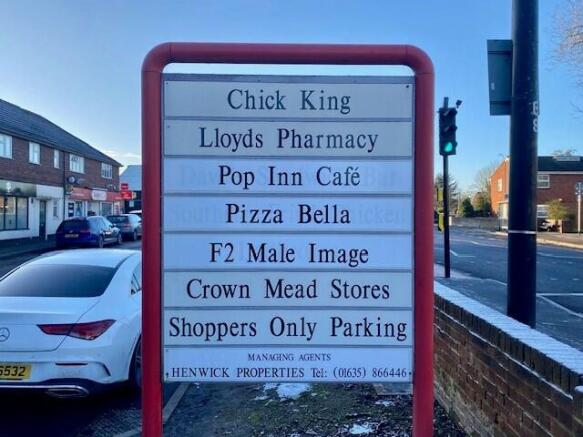 Chick King
Lloyds Pharmacy
Pop Inn Café
Pizza Bella
F2 Male Image
Crown Mead Stores
Shoppers Only Parking
MANAGING AGENTS
HENWICK PROPERTIES Tel: (01635) 866446